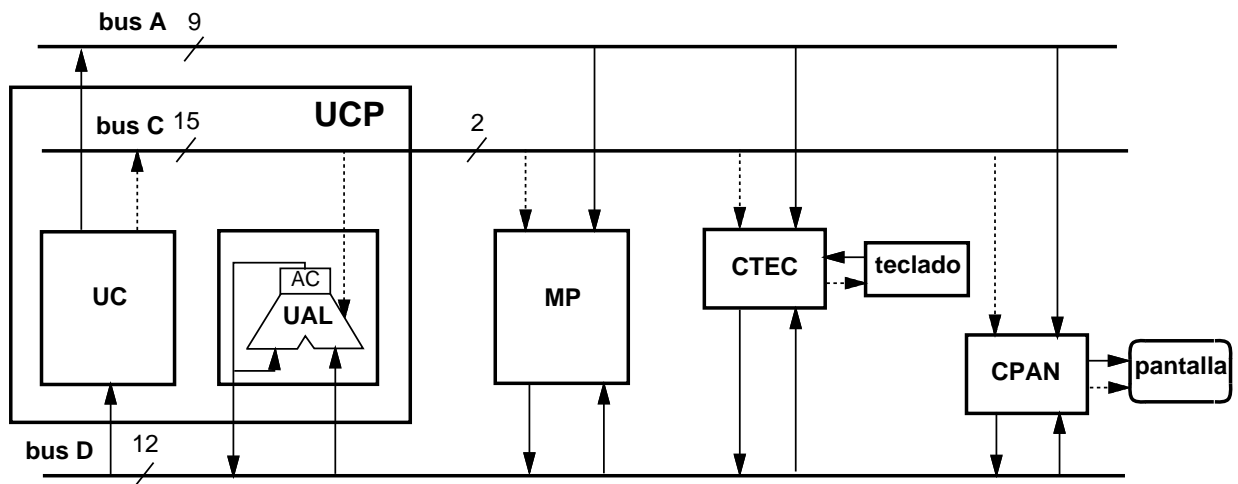 bus A 9
UCP
bus C 15 2
UC
AC
UAL
MP
CTEC
teclado
CPAN
pantalla
bus D 12